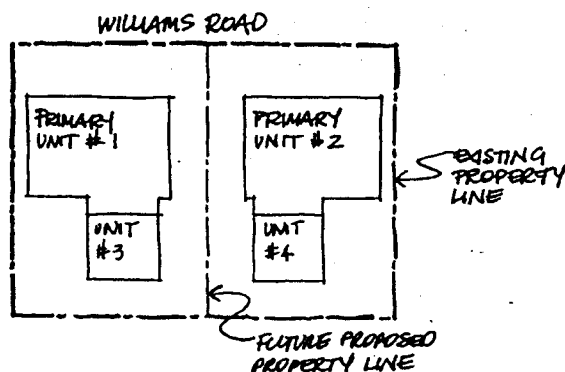 WILLIAMS ROAD
PRIMARY
UNIT #1
PRIMARY
UNIT #2
EXISTING
PROPERTY
LINE
UNIT
#3
UNIT
#4
FUTURE PROPOSED
PROPERTY LINE